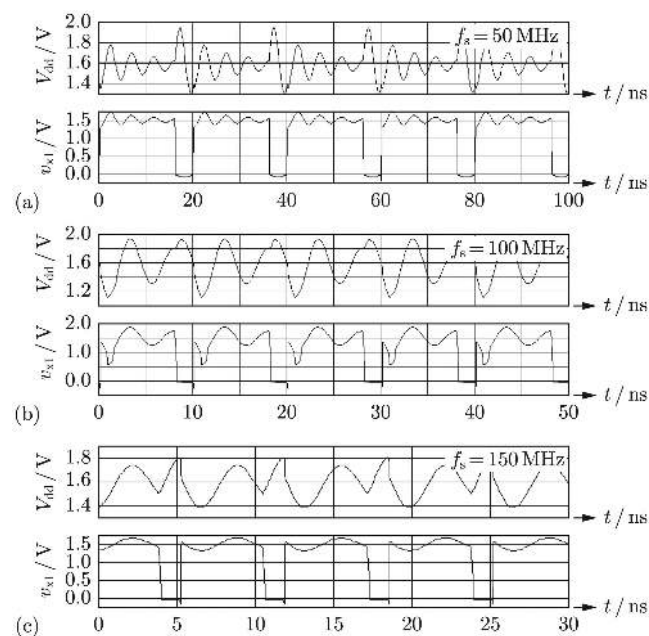 2.0
1.8
1.6
1.4
V_dd / V
f_s = 50 MHz
t / ns
1.5
1.0
0.5
0.0
v_x1 / V
t / ns
0 20 40 60 80 100
(a)
2.0
1.6
1.2
V_dd / V
f_s = 100 MHz
t / ns
2.0
1.0
0.0
v_x1 / V
t / ns
0 10 20 30 40 50
(b)
1.8
1.6
1.4
V_dd / V
f_s = 150 MHz
t / ns
1.5
1.0
0.5
0.0
v_x1 / V
t / ns
0 5 10 15 20 25 30
(c)